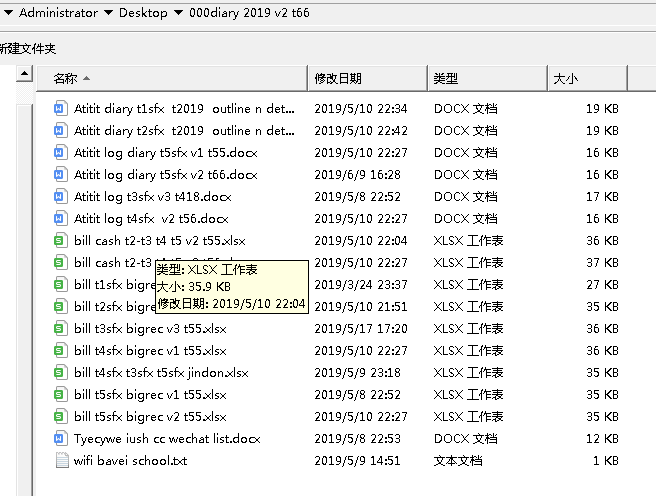 Administrator Desktop 000diary 2019 v2 t66
新建文件夹
名称 修改日期 类型 大小
Atitit diary t1sfx t2019 outline n det... 2019/5/10 22:34 DOCX 文档 19 KB
Atitit diary t2sfx t2019 outline n det... 2019/5/10 22:42 DOCX 文档 19 KB
Atitit log diary t5sfx v1 t55.docx 2019/5/10 22:27 DOCX 文档 16 KB
Atitit log diary t5sfx v2 t66.docx 2019/6/9 16:28 DOCX 文档 16 KB
Atitit log t3sfx v3 t418.docx 2019/5/8 22:52 DOCX 文档 17 KB
Atitit log t4sfx v2 t56.docx 2019/5/10 22:27 DOCX 文档 16 KB
bill cash t2-t3 t4 t5 v2 t55.xlsx 2019/5/10 22:04 XLSX 工作表 36 KB
bill cash t2-t3 2019/5/10 22:27 XLSX 工作表 37 KB
类型: XLSX 工作表
bill t1sfx bigre 2019/3/24 23:37 XLSX 工作表 27 KB
大小: 35.9 KB
bill t2sfx bigre 2019/5/10 21:51 XLSX 工作表 35 KB
修改日期: 2019/5/10 22:04
bill t3sfx bigrec v3 t55.xlsx 2019/5/17 17:20 XLSX 工作表 36 KB
bill t4sfx bigrec v1 t55.xlsx 2019/5/10 22:27 XLSX 工作表 36 KB
bill t4sfx t3sfx t5sfx jindon.xlsx 2019/5/9 23:18 XLSX 工作表 35 KB
bill t5sfx bigrec v1 t55.xlsx 2019/5/8 22:52 XLSX 工作表 35 KB
bill t5sfx bigrec v2 t55.xlsx 2019/5/10 22:27 XLSX 工作表 35 KB
Tyecywe iush cc wechat list.docx 2019/5/8 22:53 DOCX 文档 12 KB
wifi bavei school.txt 2019/5/9 14:51 文本文档 1 KB